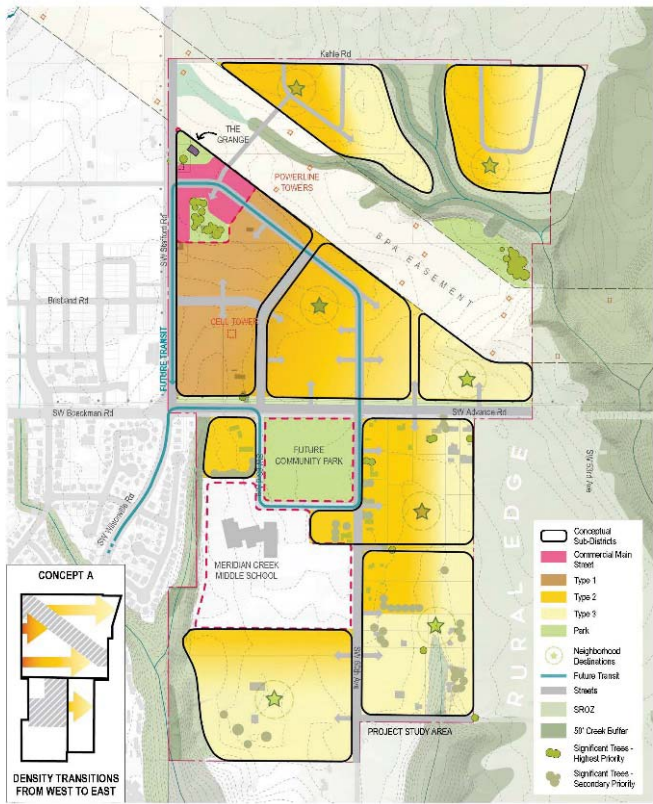 Kahle Rd
THE
GRANGE
POWERLINE
TOWERS
BPA EASEMENT
SW Stafford Rd
Brisband Rd
CELL TOWER
FUTURE TRANSIT
SW Boeckman Rd
SW Advance Rd
FUTURE
COMMUNITY PARK
SW Wilsonville Rd
MERIDIAN CREEK
MIDDLE SCHOOL
SW 60th Ave
SW 53rd Ave
RURAL EDGE
PROJECT STUDY AREA
CONCEPT A
DENSITY TRANSITIONS
FROM WEST TO EAST
Conceptual
Sub-Districts
Commercial Main
Street
Type 1
Type 2
Type 3
Park
Neighborhood
Destinations
Future Transit
Streets
SROZ
50' Creek Buffer
Significant Trees -
Highest Priority
Significant Trees -
Secondary Priority